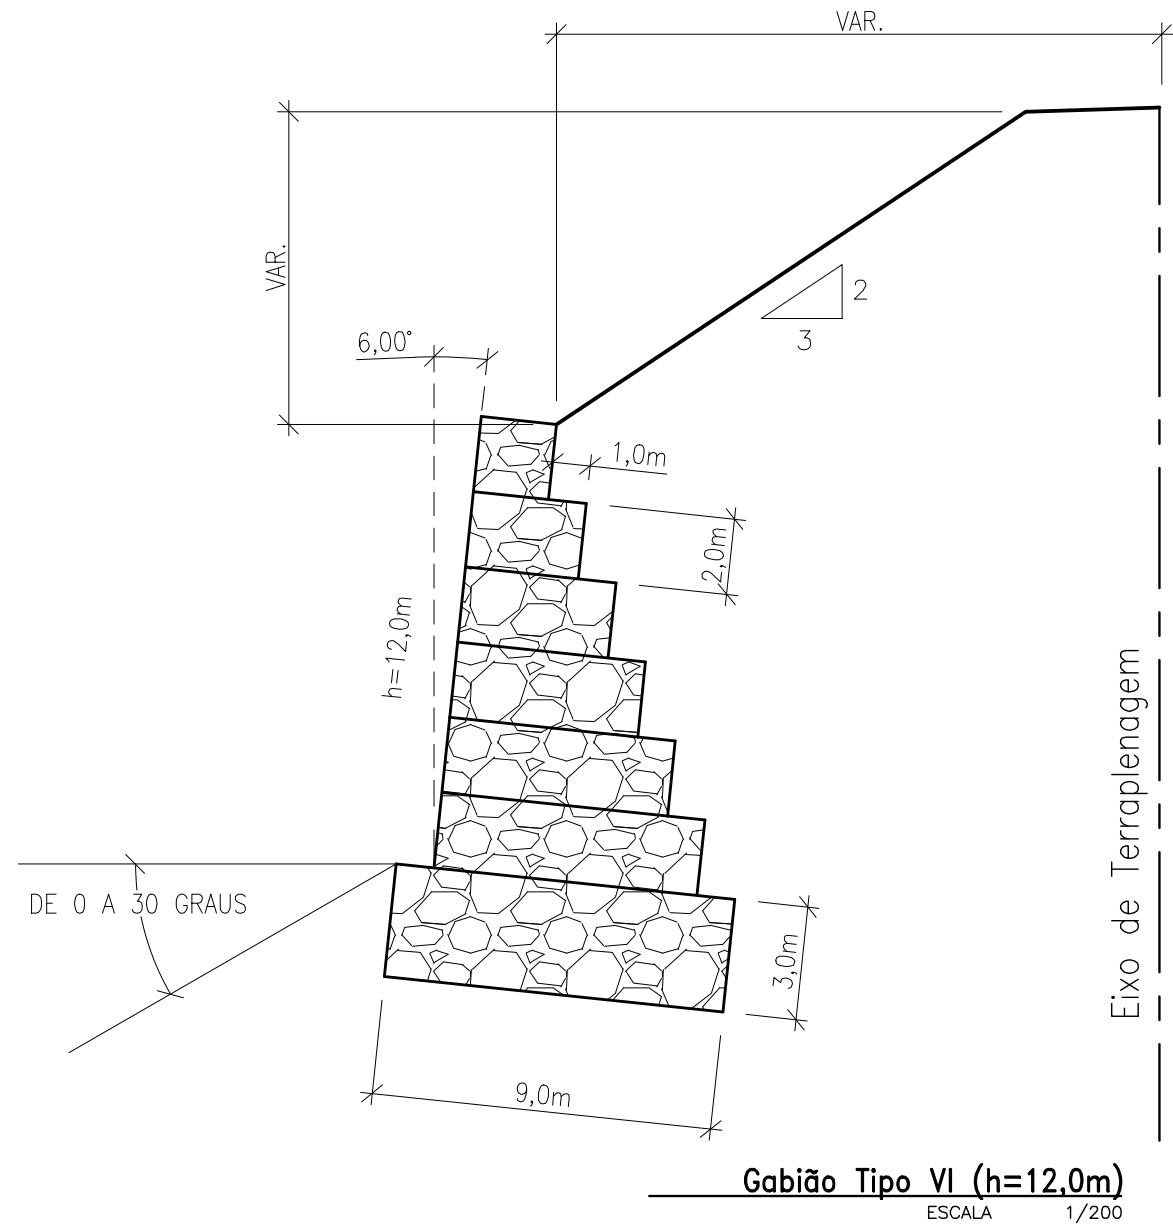 VAR.
VAR.
2
3
6,00°
1,0m
2,0m
h=12,0m
Eixo de Terraplenagem
DE 0 A 30 GRAUS
3,0m
9,0m
Gabião Tipo VI (h=12,0m)
ESCALA 1/200